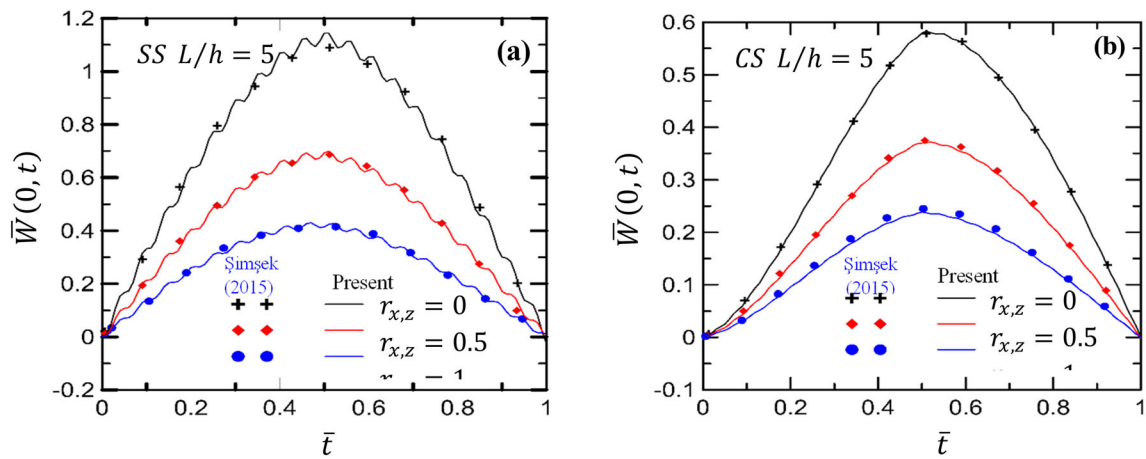 1.2
1
0.8
0.6
0.4
0.2
0
-0.2
W̄(0, t)
SS L/h = 5
(a)
Şimşek
(2015)
Present
r_{x,z} = 0
r_{x,z} = 0.5
0
0.2
0.4
0.6
0.8
1
t̄
0.6
0.5
0.4
0.3
0.2
0.1
0
-0.1
W̄(0, t)
CS L/h = 5
(b)
Şimşek
(2015)
Present
r_{x,z} = 0
r_{x,z} = 0.5
0
0.2
0.4
0.6
0.8
1
t̄